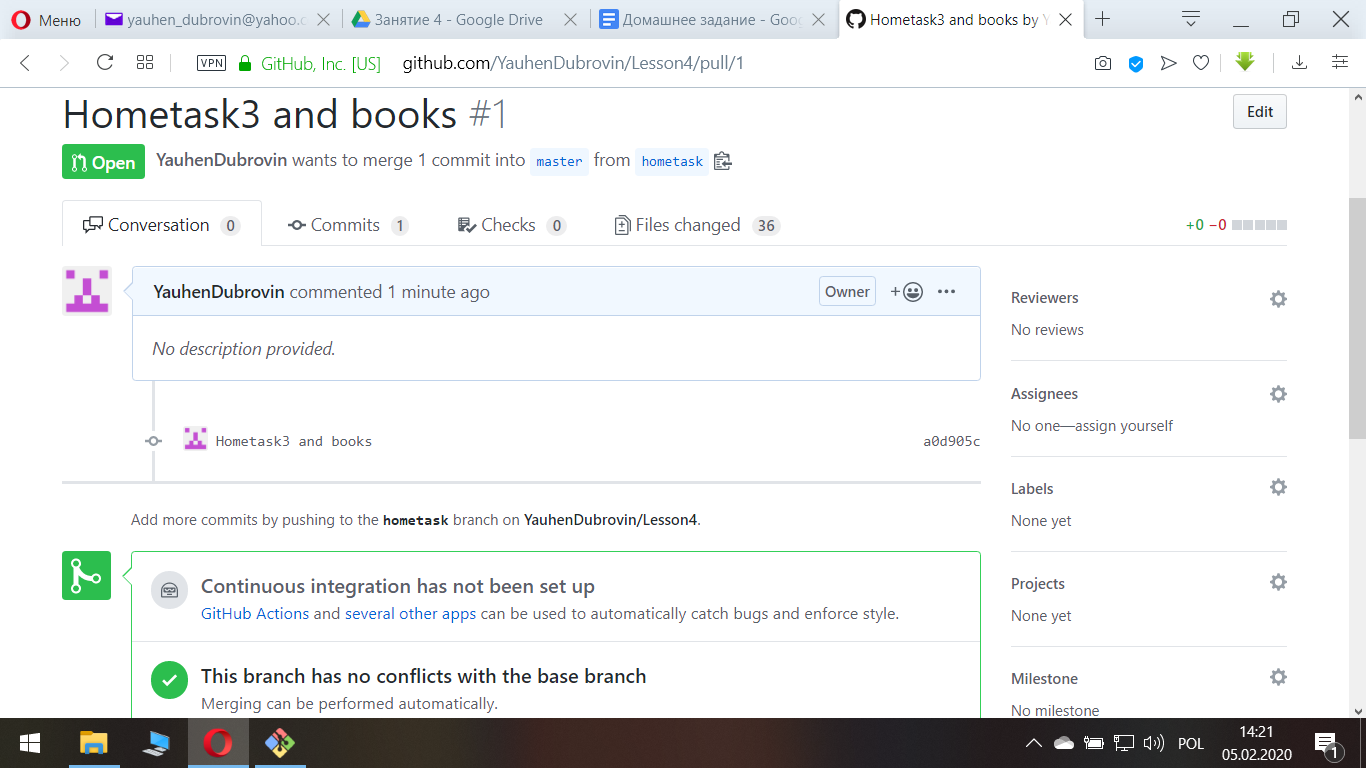 Меню
yauhen_dubrovin@yahoo.c
Занятие 4 - Google Drive
Домашнее задание - Goo
Hometask3 and books by Y
VPN
GitHub, Inc. [US]
github.com/YauhenDubrovin/Lesson4/pull/1
Hometask3 and books #1
Edit
Open
YauhenDubrovin wants to merge 1 commit into master from hometask
Conversation 0
Commits 1
Checks 0
Files changed 36
+0 −0
YauhenDubrovin commented 1 minute ago
Owner
No description provided.
Hometask3 and books
a0d905c
Add more commits by pushing to the hometask branch on YauhenDubrovin/Lesson4.
Continuous integration has not been set up
GitHub Actions and several other apps can be used to automatically catch bugs and enforce style.
This branch has no conflicts with the base branch
Merging can be performed automatically.
Reviewers
No reviews
Assignees
No one—assign yourself
Labels
None yet
Projects
None yet
Milestone
No milestone
POL
14:21
05.02.2020
1